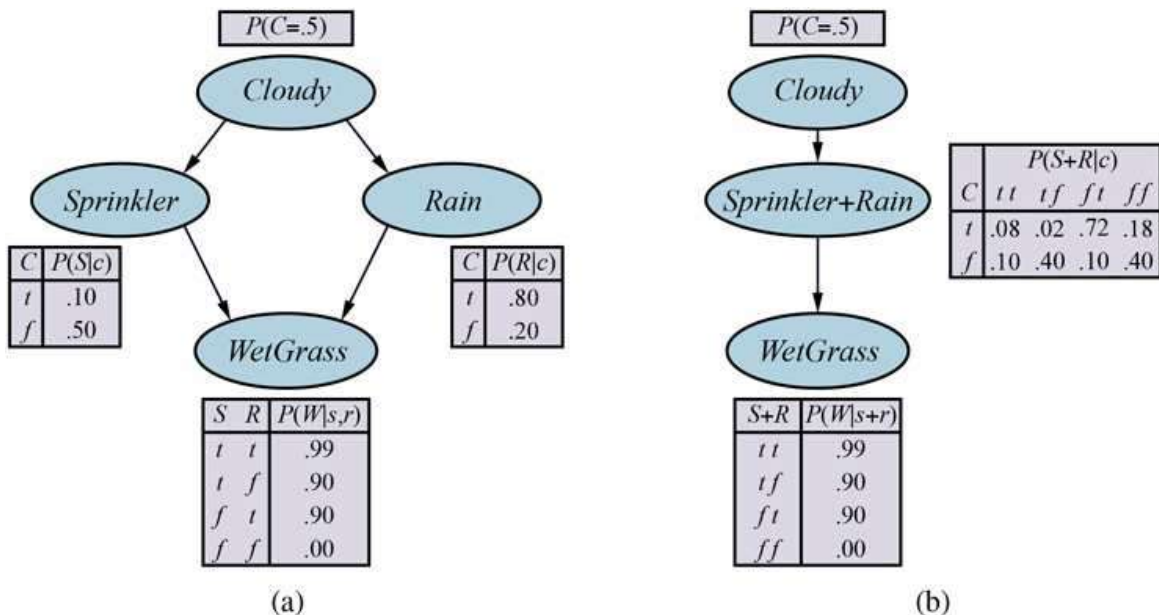 P(C=.5)
Cloudy
Sprinkler
Rain
C P(S|c)
t .10
f .50
C P(R|c)
t .80
f .20
WetGrass
S R P(W|s,r)
t t .99
t f .90
f t .90
f f .00
(a)
P(C=.5)
Cloudy
Sprinkler+Rain
P(S+R|c)
C t t t f f t f f
t .08 .02 .72 .18
f .10 .40 .10 .40
WetGrass
S+R P(W|s+r)
t t .99
t f .90
f t .90
f f .00
(b)